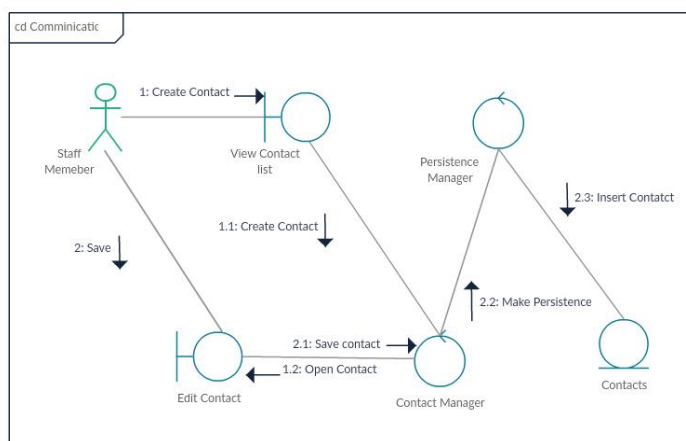 cd Comminicatic
1: Create Contact
Staff
Memeber
View Contact
list
Persistence
Manager
2.3: Insert Contatct
1.1: Create Contact
2: Save
2.2: Make Persistence
2.1: Save contact
1.2: Open Contact
Edit Contact
Contact Manager
Contacts